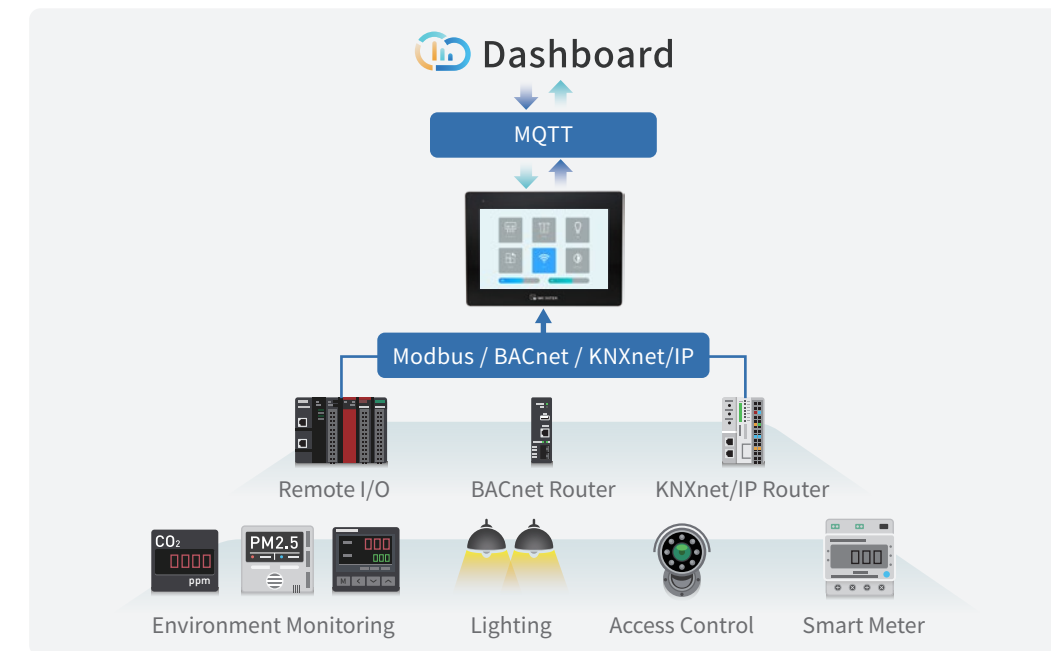 Dashboard
MQTT
Modbus / BACnet / KNXnet/IP
Remote I/O
BACnet Router
KNXnet/IP Router
CO₂
0000
ppm
PM2.5
000
000
M
000
Environment Monitoring
Lighting
Access Control
Smart Meter